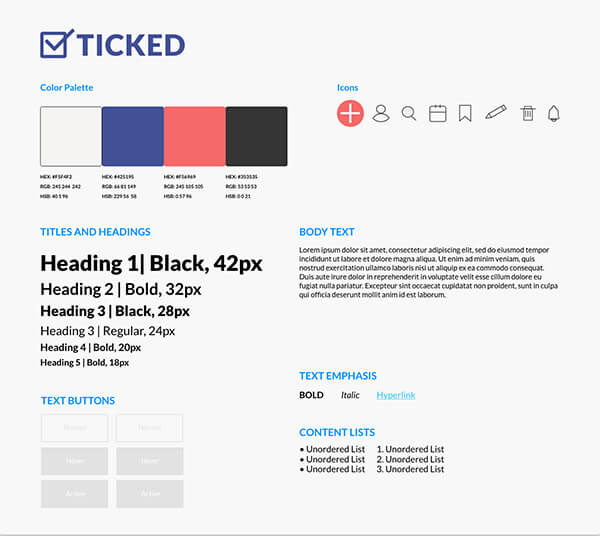 TICKED
Color Palette
Icons
HEX: #F5F4F2
HEX: #425195
HEX: #F56969
HEX: #353535
RGB: 245 244 242
RGB: 66 81 149
RGB: 245 105 105
RGB: 53 53 53
HSB: 40 1 96
HSB: 229 56 58
HSB: 0 57 96
HSB: 0 0 21
TITLES AND HEADINGS
Heading 1| Black, 42px
Heading 2 | Bold, 32px
Heading 3 | Black, 28px
Heading 3 | Regular, 24px
Heading 4 | Bold, 20px
Heading 5 | Bold, 18px
TEXT BUTTONS
Normal Normal
Hover Hover
Active Active
BODY TEXT
Lorem ipsum dolor sit amet, consectetur adipiscing elit, sed do eiusmod tempor
incididunt ut labore et dolore magna aliqua. Ut enim ad minim veniam, quis
nostrud exercitation ullamco laboris nisi ut aliquip ex ea commodo consequat.
Duis aute irure dolor in reprehenderit in voluptate velit esse cillum dolore eu
fugiat nulla pariatur. Excepteur sint occaecat cupidatat non proident, sunt in culpa
qui officia deserunt mollit anim id est laborum.
TEXT EMPHASIS
BOLD Italic Hyperlink
CONTENT LISTS
• Unordered List 1. Unordered List
• Unordered List 2. Unordered List
• Unordered List 3. Unordered List